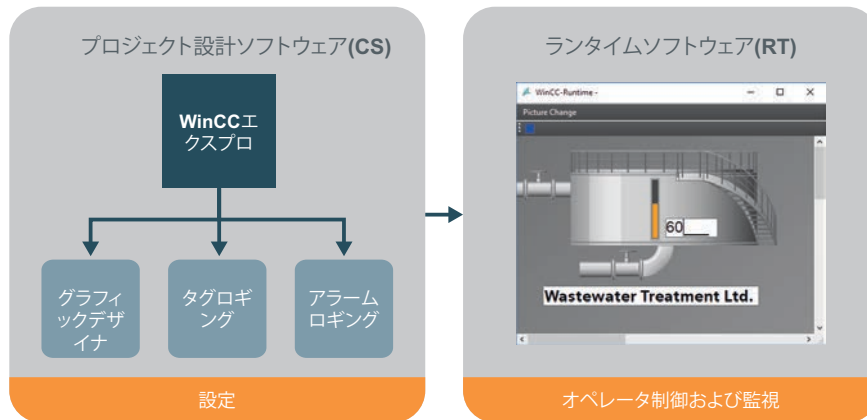 プロジェクト設計ソフトウェア(CS)
WinCCエ
クスプロ
グラフィ
ックデザ
イナ
タグロギ
ング
アラーム
ロギング
設定
ランタイムソフトウェア(RT)
WinCC-Runtime -
Picture Change
60
Wastewater Treatment Ltd.
オペレータ制御および監視